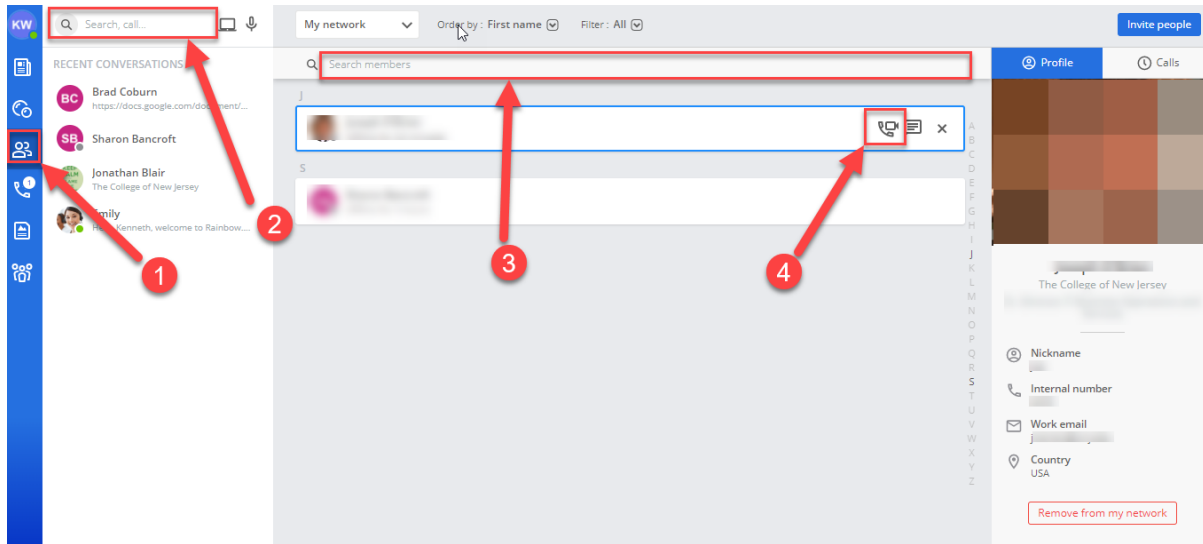 KW
Search, call...
RECENT CONVERSATIONS
BC
Brad Coburn
https://docs.google.com/document/...
SB
Sharon Bancroft
Jonathan Blair
The College of New Jersey
1
Emily
Kenneth, welcome to Rainbow....
My network
Order by : First name
Filter : All
Invite people
Search members
J
S
A
B
C
D
E
F
G
H
I
J
K
L
M
N
O
P
Q
R
S
T
U
V
W
X
Y
Z
1
2
3
4
Profile
Calls
The College of New Jersey
Nickname
Internal number
Work email
Country
USA
Remove from my network